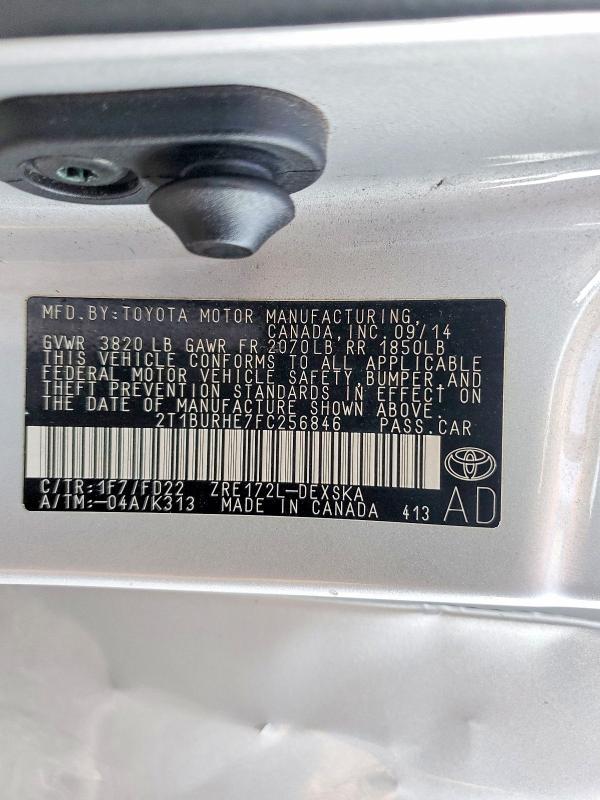 MFD. BY: TOYOTA MOTOR MANUFACTURING,
CANADA, INC. 09/14
GVWR 3820 LB GAWR FR 2070LB RR 1850LB
THIS VEHICLE CONFORMS TO ALL APPLICABLE
FEDERAL MOTOR VEHICLE SAFETY, BUMPER, AND
THEFT PREVENTION STANDARDS IN EFFECT ON
THE DATE OF MANUFACTURE SHOWN ABOVE.
2T1BURHE7FC256846 PASS. CAR
C/TR: 1F7/FD22 ZRE172L-DEXSKA
A/TM: -04A/K313 MADE IN CANADA 413 AD